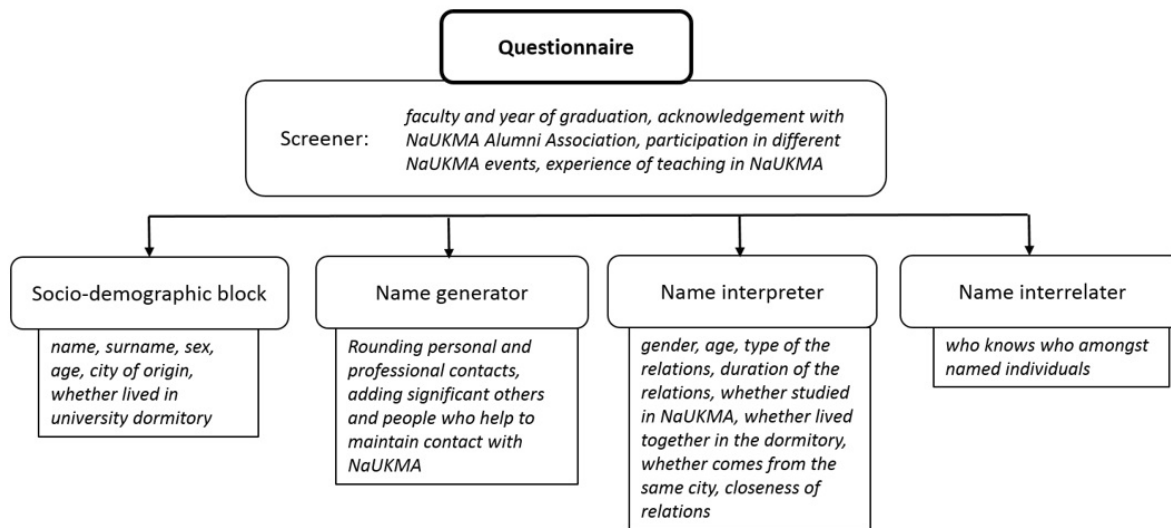 Questionnaire
Screener:
faculty and year of graduation, acknowledgement with
NaUKMA Alumni Association, participation in different
NaUKMA events, experience of teaching in NaUKMA
Socio-demographic block
name, surname, sex,
age, city of origin,
whether lived in
university dormitory
Name generator
Rounding personal and
professional contacts,
adding significant others
and people who help to
maintain contact with
NaUKMA
Name interpreter
gender, age, type of the
relations, duration of the
relations, whether studied
in NaUKMA, whether lived
together in the dormitory,
whether comes from the
same city, closeness of
relations
Name interrelater
who knows who amongst
named individuals